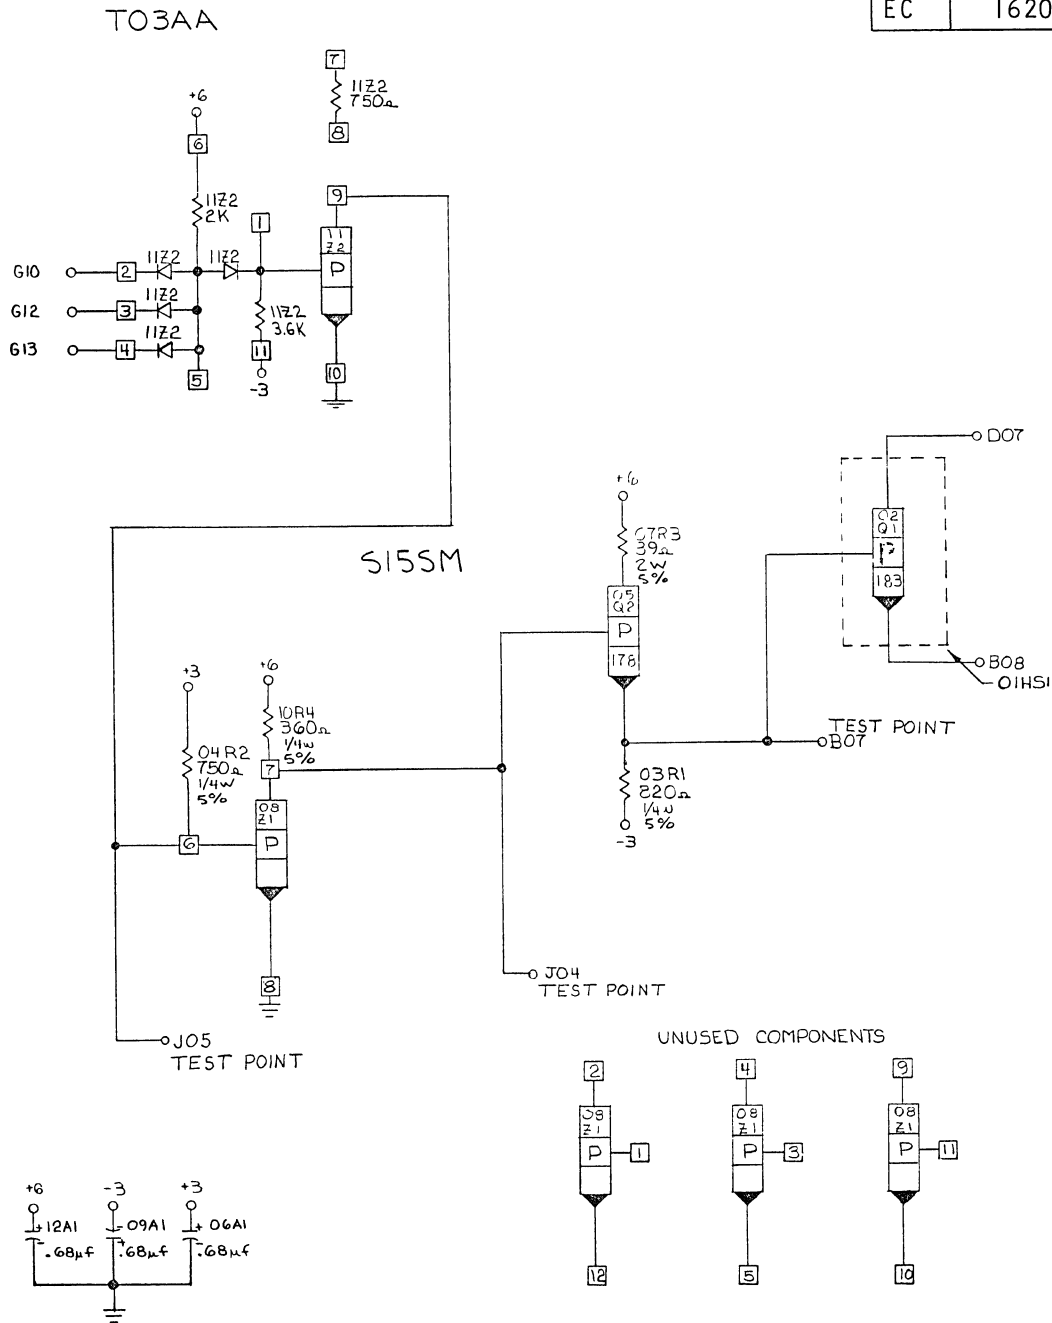 T03AA
EC 1620
7
11Z2
750Ω
8
+6
6
11Z2
2K
1
9
11
Z2
P
G10
2
11Z2
11Z2
G12
3
11Z2
11Z2
3.6K
G13
4
11Z2
11
-3
5
10
D07
02
Q1
P
183
B08
01HS1
S15SM
+6
07R3
39Ω
2W
5%
05
Q2
P
178
TEST POINT
B07
03R1
820Ω
1/4W
5%
-3
+3
04R2
750Ω
1/4W
5%
6
+6
10R4
360Ω
1/4W
5%
7
08
Z1
P
8
J04
TEST POINT
J05
TEST POINT
UNUSED COMPONENTS
2
08
Z1
P
1
12
4
08
Z1
P
3
5
9
08
Z1
P
11
10
+6
+ 12A1
- .68µf
-3
- 09A1
+ .68µf
+3
+ 06A1
- .68µf